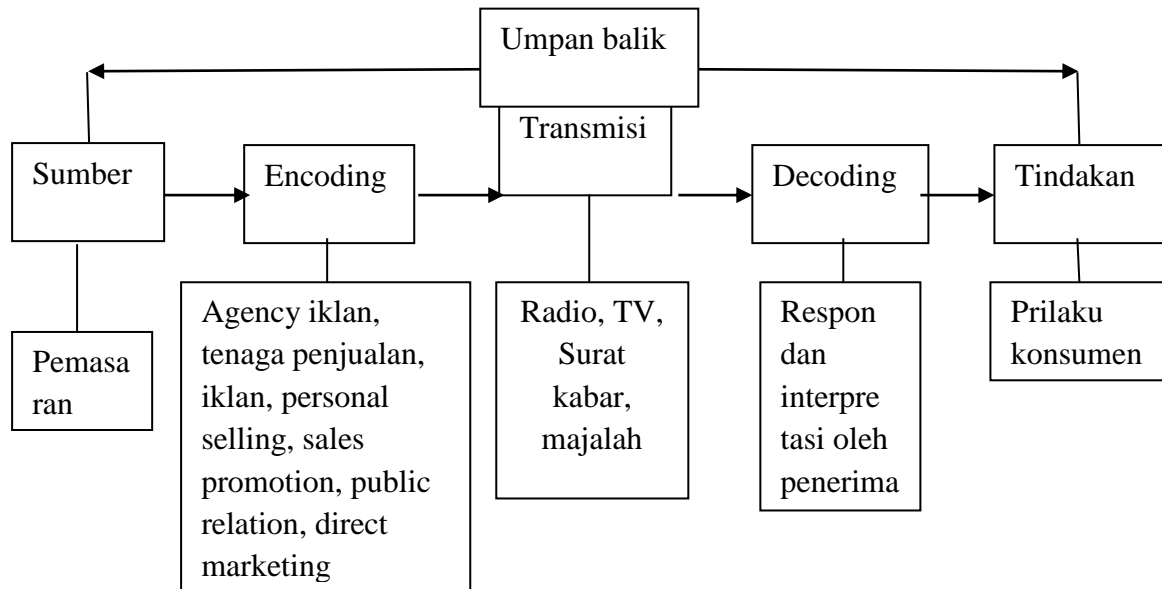 Umpan balik
Transmisi
Sumber
Encoding
Decoding
Tindakan
Pemasa
ran
Agency iklan,
tenaga penjualan,
iklan, personal
selling, sales
promotion, public
relation, direct
marketing
Radio, TV,
Surat
kabar,
majalah
Respon
dan
interpre
tasi oleh
penerima
Prilaku
konsumen